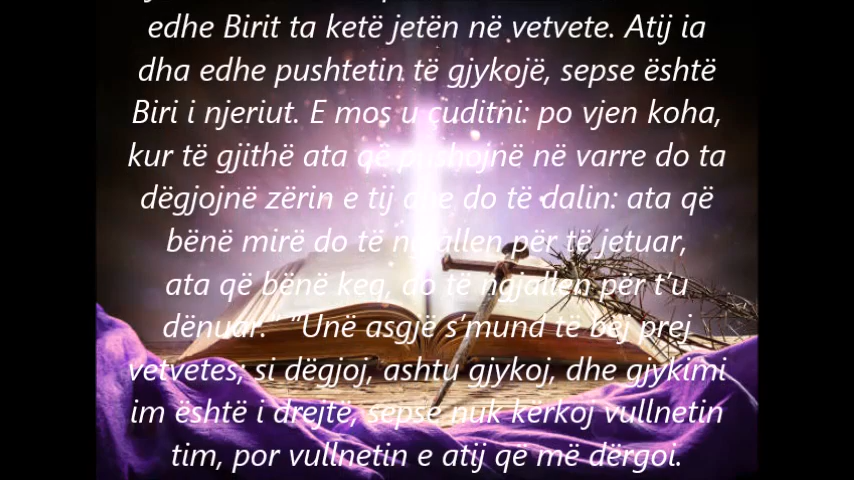 edhe Birit ta ketë jetën në vetvete. Atij ia
dha edhe pushtetin të gjykojë, sepse është
Biri i njeriut. E mos u cuditni: po vjen koha,
kur të gjithë ata që pushojnë në varre do ta
dëgjojnë zërin e tij dhe do të dalin: ata që
bënë mirë do të ngjallen për të jetuar,
ata që bënë keq, do të ngjallen për t’u
dënuar.” “Unë asgjë s’mund të bëj prej
vetvetes; si dëgjoj, ashtu gjykoj, dhe gjykimi
im është i drejtë, sepse nuk kërkoj vullnetin
tim, por vullnetin e atij që më dërgoi.